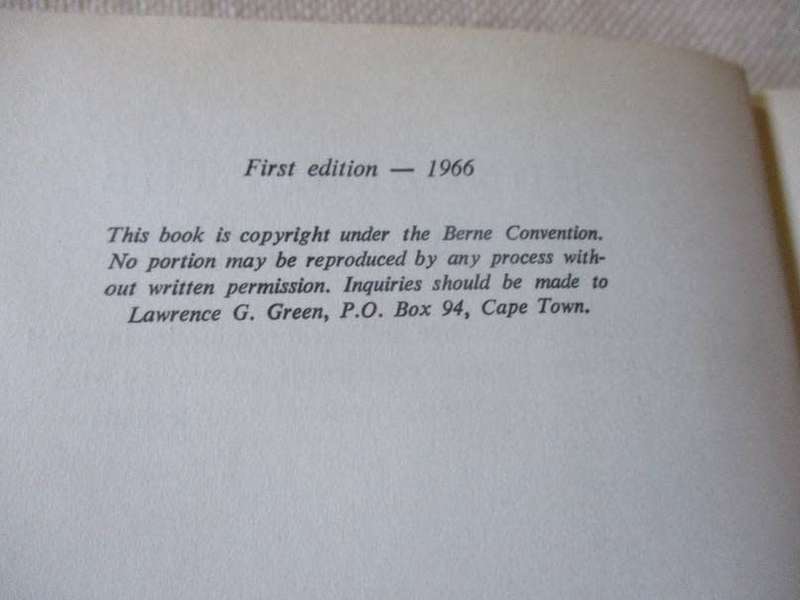 First edition — 1966
This book is copyright under the Berne Convention.
No portion may be reproduced by any process with-
out written permission. Inquiries should be made to
Lawrence G. Green, P.O. Box 94, Cape Town.